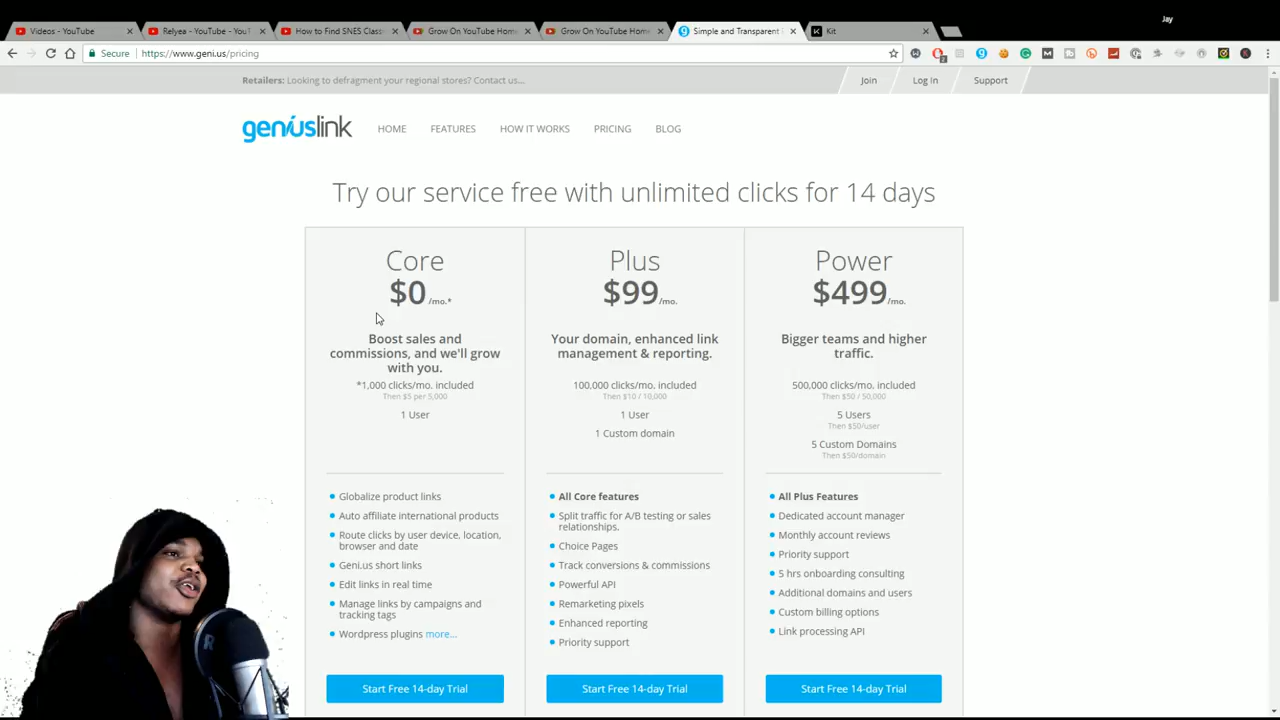 Jay
Videos - YouTube
Relyea - YouTube - You
How to Find SNES Class
Grow On YouTube Home
Grow On YouTube Home
Simple and Transparent
Kit
Secure
https://www.geni.us/pricing
Retailers: Looking to defragment your regional stores? Contact us...
Join
Log In
Support
geniuslink
HOME
FEATURES
HOW IT WORKS
PRICING
BLOG
Try our service free with unlimited clicks for 14 days
Core
$0 /mo.*
Boost sales and
commissions, and we'll grow
with you.
*1,000 clicks/mo. included
Then $5 per 5,000
1 User
Globalize product links
Auto affiliate international products
Route clicks by user device, location,
browser and date
Geni.us short links
Edit links in real time
Manage links by campaigns and
tracking tags
Wordpress plugins more...
Start Free 14-day Trial
Plus
$99 /mo.
Your domain, enhanced link
management & reporting.
100,000 clicks/mo. included
Then $10 / 10,000
1 User
1 Custom domain
All Core features
Split traffic for A/B testing or sales
relationships.
Choice Pages
Track conversions & commissions
Powerful API
Remarketing pixels
Enhanced reporting
Priority support
Start Free 14-day Trial
Power
$499 /mo.
Bigger teams and higher
traffic.
500,000 clicks/mo. included
Then $50 / 50,000
5 Users
Then $50/user
5 Custom Domains
Then $50/domain
All Plus Features
Dedicated account manager
Monthly account reviews
Priority support
5 hrs onboarding consulting
Additional domains and users
Custom billing options
Link processing API
Start Free 14-day Trial